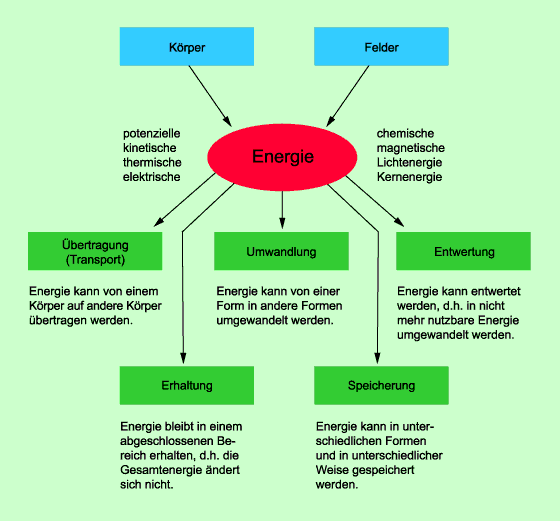 Körper
Felder
potenzielle
kinetische
thermische
elektrische
Energie
chemische
magnetische
Lichtenergie
Kernenergie
Übertragung
(Transport)
Umwandlung
Entwertung
Energie kann von einem
Körper auf andere Körper
übertragen werden.
Energie kann von einer
Form in andere Formen
umgewandelt werden.
Energie kann entwertet
werden, d.h. in nicht
mehr nutzbare Energie
umgewandelt werden.
Erhaltung
Speicherung
Energie bleibt in einem
abgeschlossenen Be-
reich erhalten, d.h. die
Gesamtenergie ändert
sich nicht.
Energie kann in unter-
schiedlichen Formen
und in unterschiedlicher
Weise gespeichert
werden.